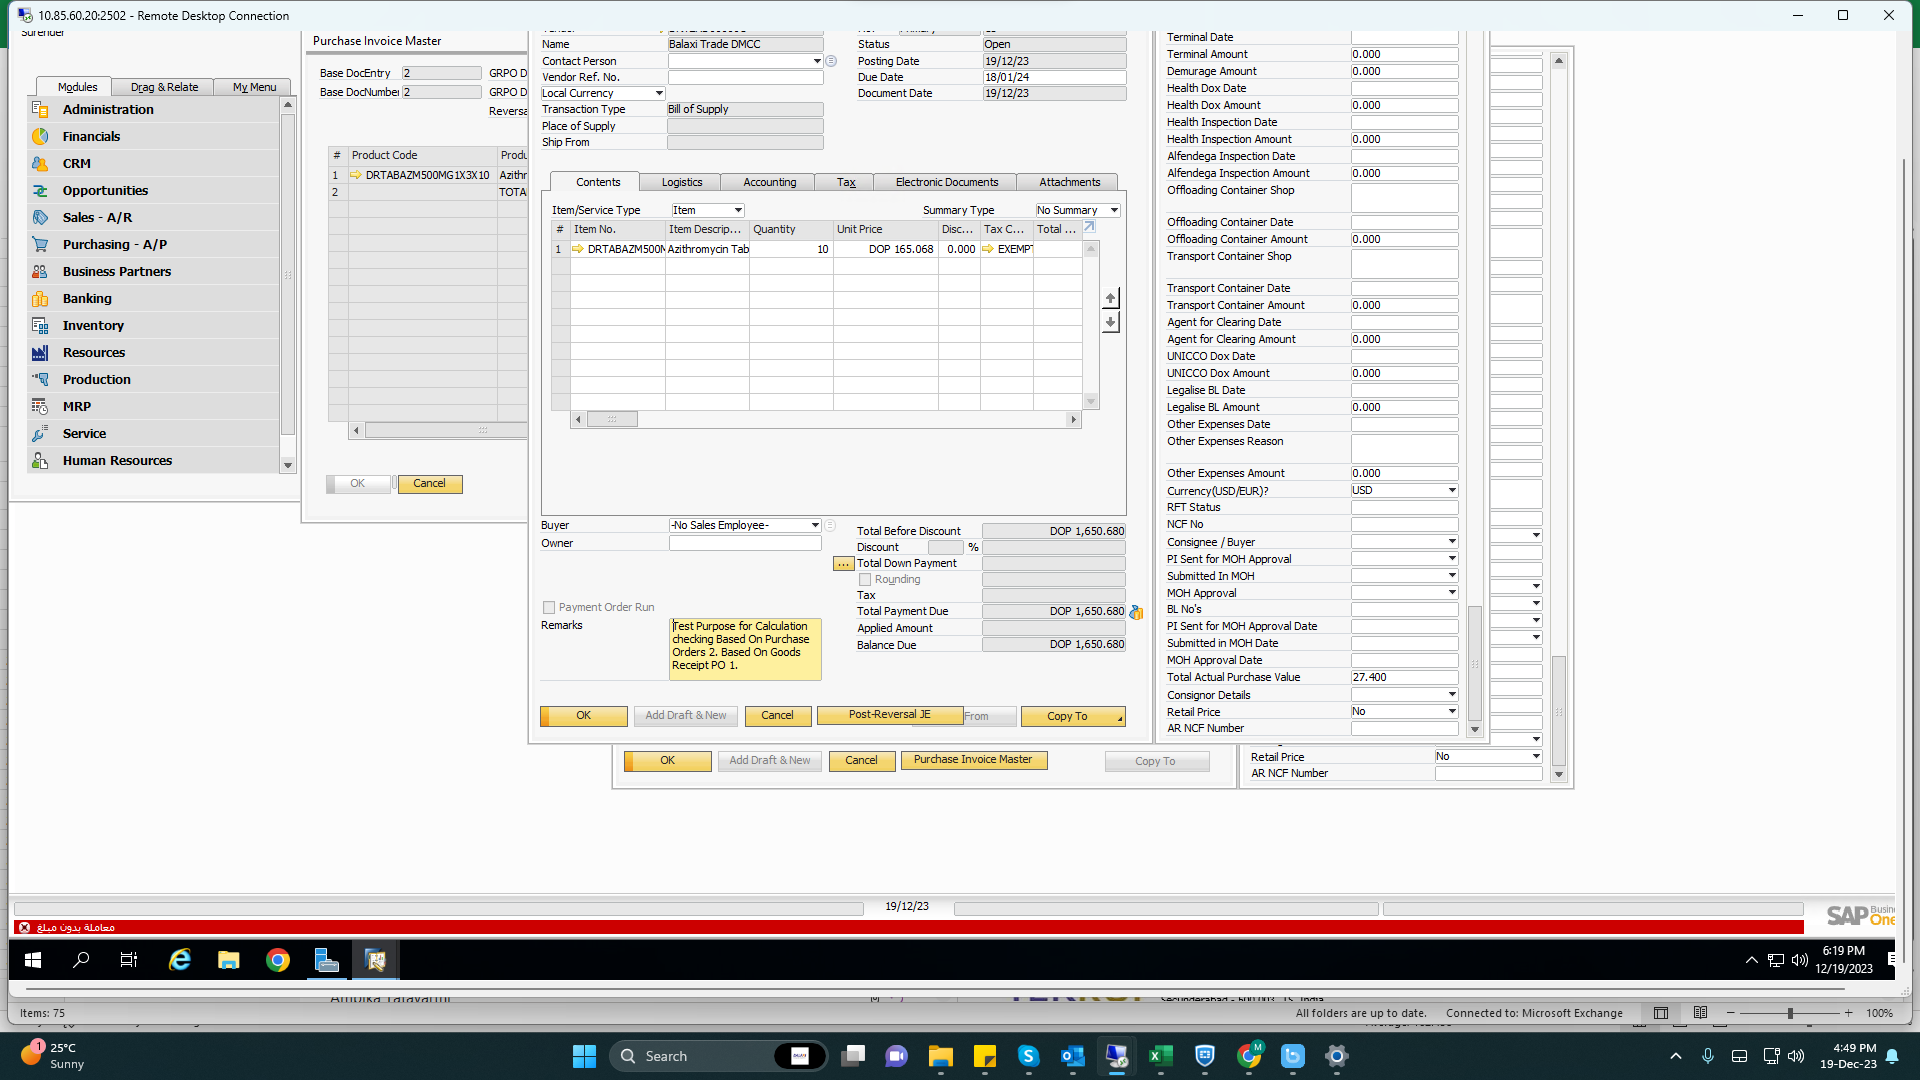 10.85.60.20:2502 - Remote Desktop Connection
Surender
Modules
Drag & Relate
My Menu
Administration
Financials
CRM
Opportunities
Sales - A/R
Purchasing - A/P
Business Partners
Banking
Inventory
Resources
Production
MRP
Service
Human Resources
Purchase Invoice Master
Base DocEntry 2 GRPO D
Base DocNumber 2 GRPO D
Reversa
# Product Code Produ
1 DRTABAZM500MG1X3X10 Azithr
2 TOTA
OK Cancel
Name Balaxi Trade DMCC
Contact Person
Vendor Ref. No.
Local Currency
Transaction Type Bill of Supply
Place of Supply
Ship From
Status Open
Posting Date 19/12/23
Due Date 18/01/24
Document Date 19/12/23
Contents Logistics Accounting Tax Electronic Documents Attachments
Item/Service Type Item Summary Type No Summary
# Item No. Item Descrip... Quantity Unit Price Disc... Tax C... Total ...
1 DRTABAZM500M Azithromycin Tab 10 DOP 165.068 0.000 EXEMPT
Buyer -No Sales Employee-
Owner
Payment Order Run
Remarks
Test Purpose for Calculation
checking Based On Purchase
Orders 2. Based On Goods
Receipt PO 1.
Total Before Discount DOP 1,650.680
Discount %
... Total Down Payment
Rounding
Tax
Total Payment Due DOP 1,650.680
Applied Amount
Balance Due DOP 1,650.680
OK Add Draft & New Cancel Post-Reversal JE From Copy To
OK Add Draft & New Cancel Purchase Invoice Master Copy To
Terminal Date
Terminal Amount 0.000
Demurage Amount 0.000
Health Dox Date
Health Dox Amount 0.000
Health Inspection Date
Health Inspection Amount 0.000
Alfendega Inspection Date
Alfendega Inspection Amount 0.000
Offloading Container Shop
Offloading Container Date
Offloading Container Amount 0.000
Transport Container Shop
Transport Container Date
Transport Container Amount 0.000
Agent for Clearing Date
Agent for Clearing Amount 0.000
UNICCO Dox Date
UNICCO Dox Amount 0.000
Legalise BL Date
Legalise BL Amount 0.000
Other Expenses Date
Other Expenses Reason
Other Expenses Amount 0.000
Currency(USD/EUR)? USD
RFT Status
NCF No
Consignee / Buyer
PI Sent for MOH Approval
Submitted In MOH
MOH Approval
BL No's
PI Sent for MOH Approval Date
Submitted in MOH Date
MOH Approval Date
Total Actual Purchase Value 27.400
Consignor Details
Retail Price No
AR NCF Number
Retail Price No
AR NCF Number
19/12/23
SAP Busin
One
معاملة بدون مبلغ
6:19 PM
12/19/2023
Items: 75
All folders are up to date. Connected to: Microsoft Exchange 100%
25°C
Sunny
1
Search
M
4:49 PM
19-Dec-23